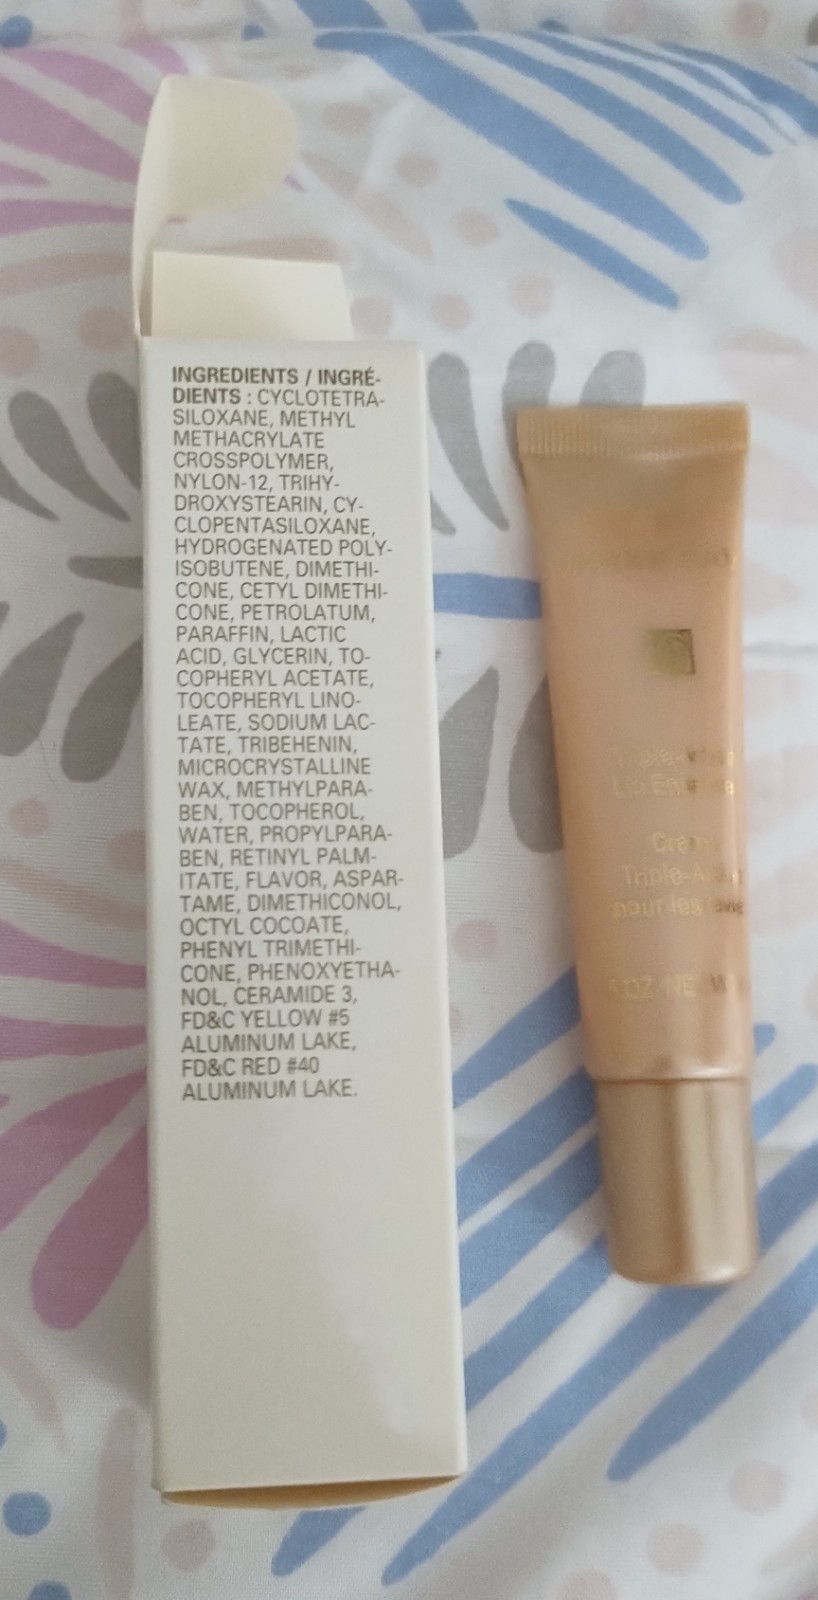 INGREDIENTS / INGRÉ-
DIENTS : CYCLOTETRA-
SILOXANE, METHYL
METHACRYLATE
CROSSPOLYMER,
NYLON-12, TRIHY-
DROXYSTEARIN, CY-
CLOPENTASILOXANE,
HYDROGENATED POLY-
ISOBUTENE, DIMETHI-
CONE, CETYL DIMETHI-
CONE, PETROLATUM,
PARAFFIN, LACTIC
ACID, GLYCERIN, TO-
COPHERYL ACETATE,
TOCOPHERYL LINO-
LEATE, SODIUM LAC-
TATE, TRIBEHENIN,
MICROCRYSTALLINE
WAX, METHYLPARA-
BEN, TOCOPHEROL,
WATER, PROPYLPARA-
BEN, RETINYL PALM-
ITATE, FLAVOR, ASPAR-
TAME, DIMETHICONOL,
OCTYL COCOATE,
PHENYL TRIMETHI-
CONE, PHENOXYETHA-
NOL, CERAMIDE 3,
FD&C YELLOW #5
ALUMINUM LAKE,
FD&C RED #40
ALUMINUM LAKE.
Lip
pour les